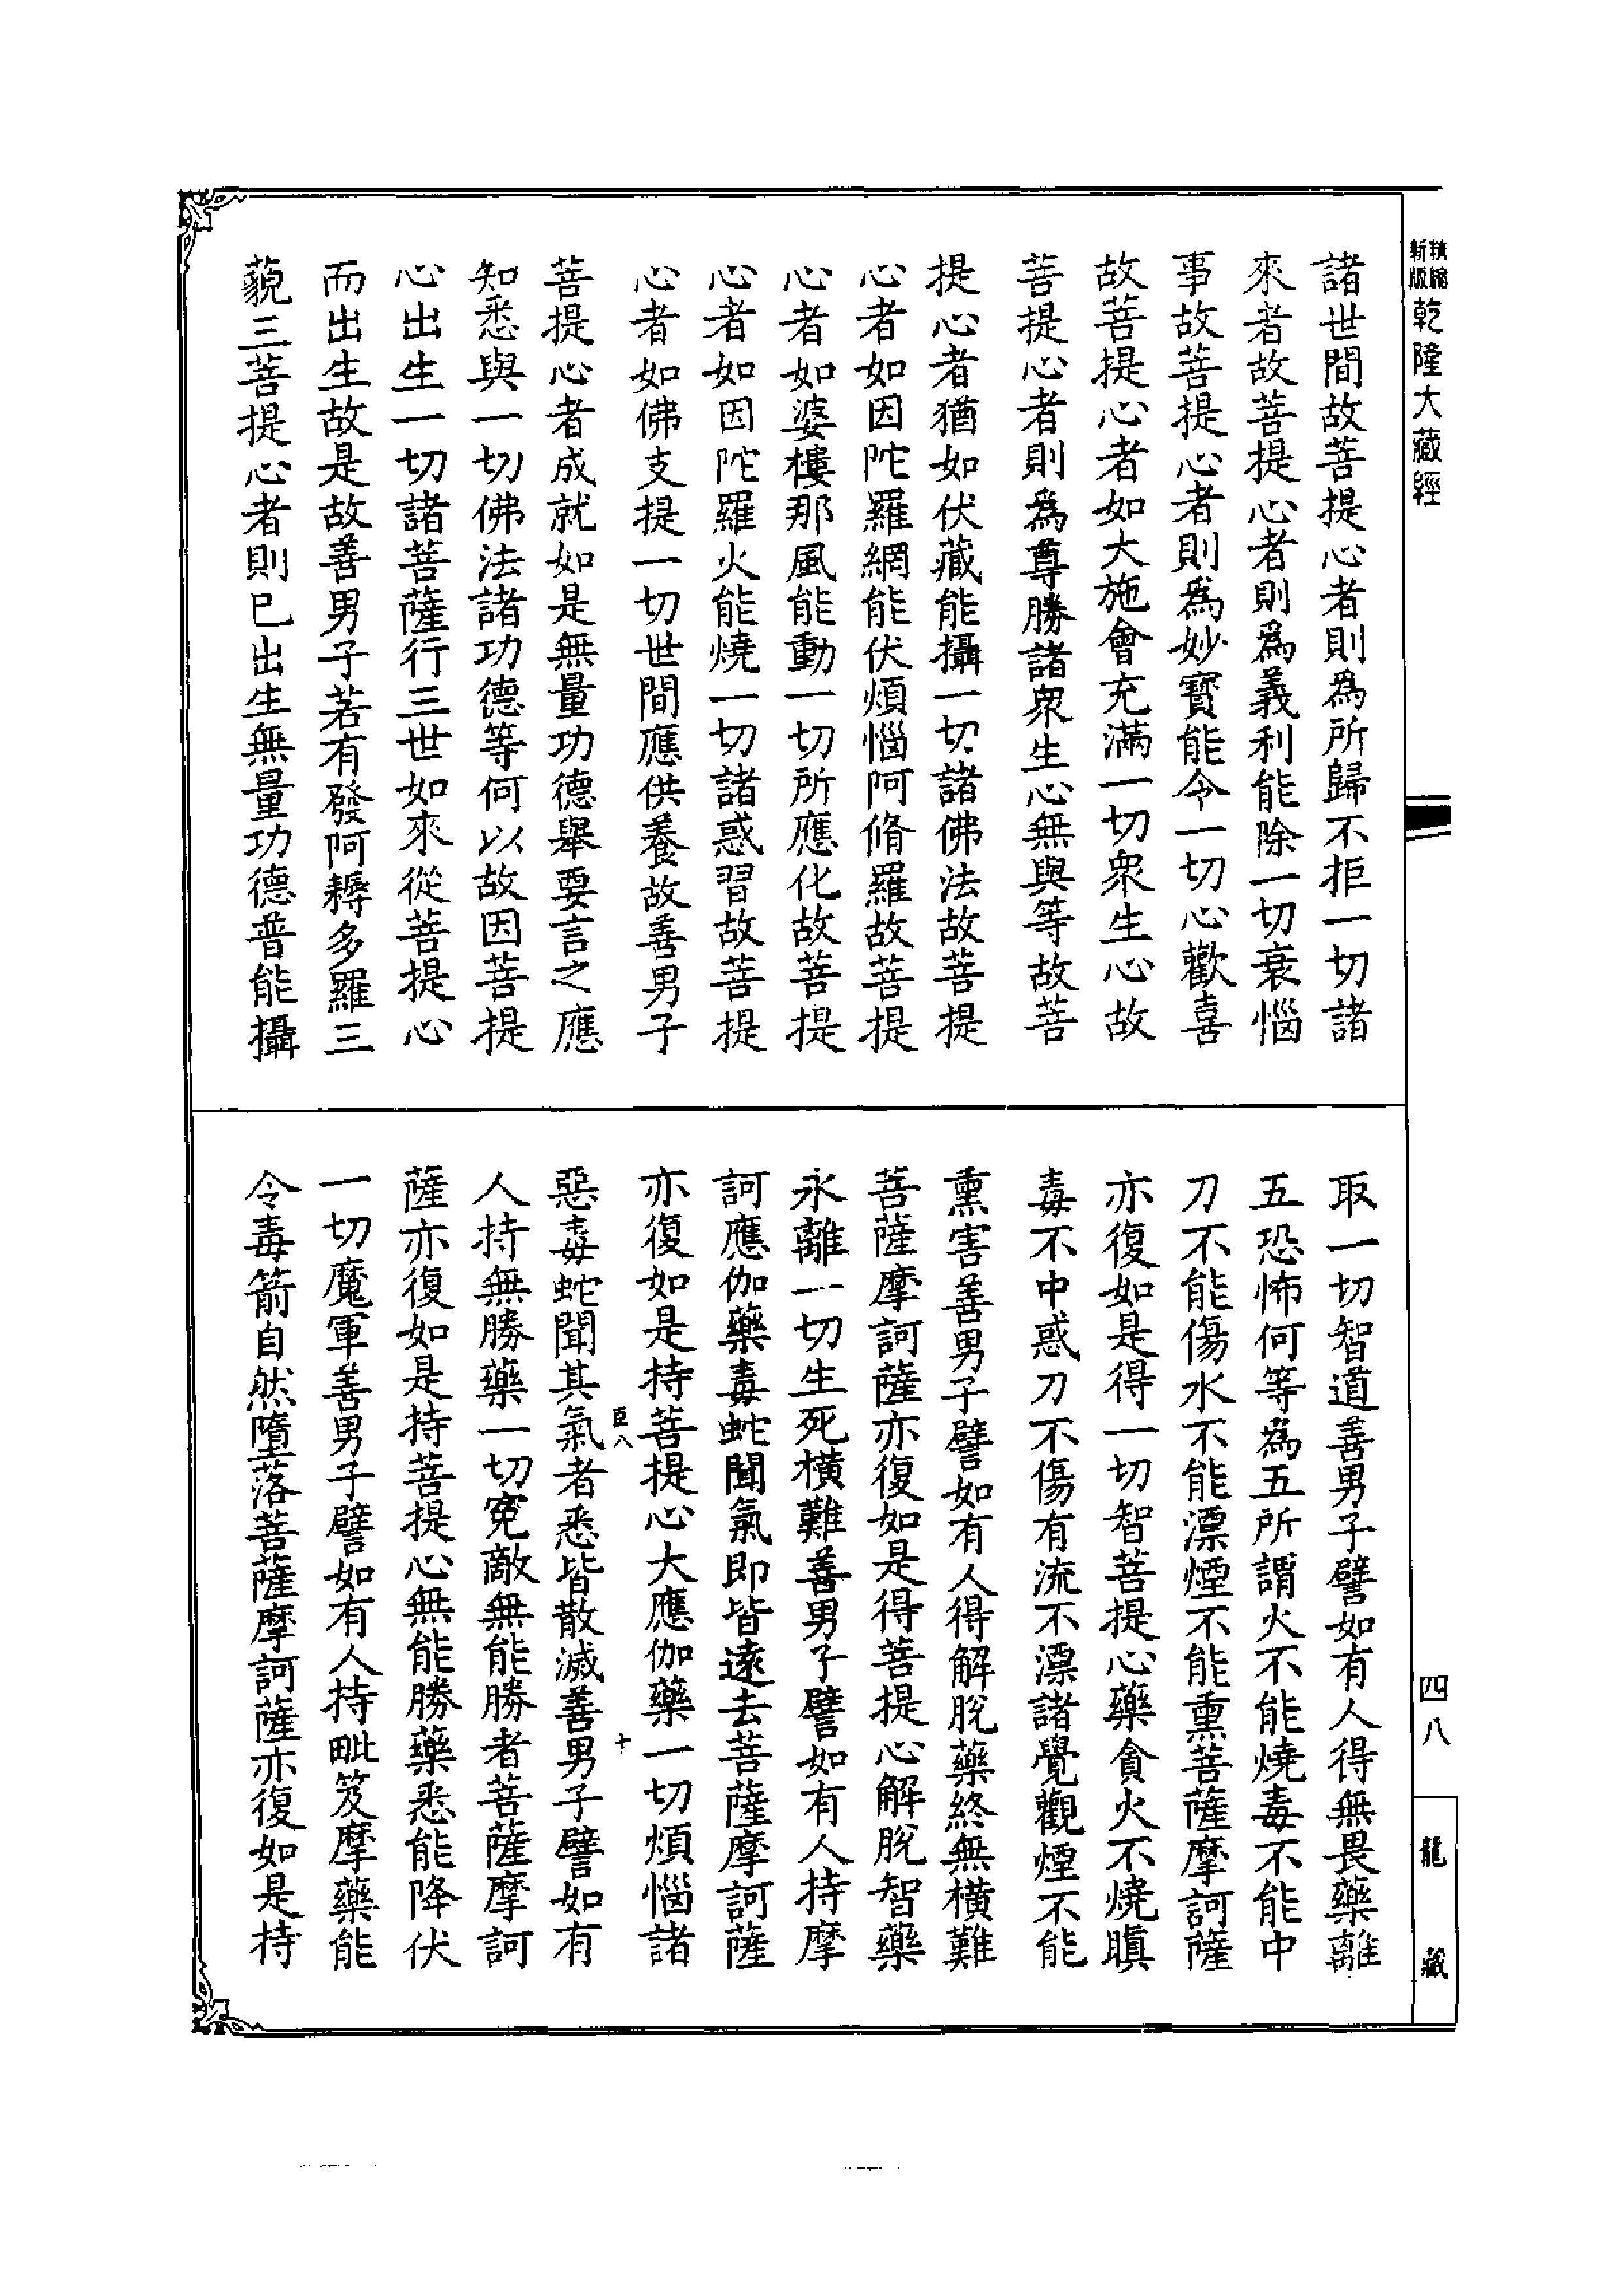 精縮
新版
乾隆大藏經
諸世間故菩提心者則為所歸不拒一切諸
來者故菩提心者則為義利能除一切衰惱
事故菩提心者則為妙寳能令一切心歡喜
故菩提心者如大施會充滿一切眾生心故
菩提心者則為尊勝諸眾生心無與等故菩
提心者猶如伏藏能攝一切諸佛法故菩提
心者如因陀羅網能伏煩惱阿脩羅故菩提
心者如婆樓那風能動一切所應化故菩提
心者如因陀羅火能燒一切諸惑習故菩提
心者如佛支提一切世間應供養故善男子
菩提心者成就如是無量功德舉要言之應
知悉與一切佛法諸功德等何以故因菩提
心出生一切諸菩薩行三世如來從菩提心
而出生故是故善男子若有發阿耨多羅三
藐三菩提心者則已出生無量功德普能攝
取一切智道善男子譬如有人得無畏藥離
五恐怖何等為五所謂火不能燒毒不能中
刀不能傷水不能漂煙不能熏菩薩摩訶薩
亦復如是得一切智菩提心藥貪火不燒瞋
毒不中惑刀不傷有流不漂諸覺觀煙不能
熏害善男子譬如有人得解脫藥終無橫難
菩薩摩訶薩亦復如是得菩提心解脫智藥
永離一切生死橫難善男子譬如有人持摩
訶應伽藥毒蛇聞氣即皆遠去菩薩摩訶薩
亦復如是持菩提心大應伽藥一切煩惱諸
臣八
十
惡毒蛇聞其氣者悉皆散滅善男子譬如有
人持無勝藥一切寃敵無能勝者菩薩摩訶
薩亦復如是持菩提心無能勝藥悉能降伏
一切魔軍善男子譬如有人持毗笈摩藥能
令毒箭自然墮落菩薩摩訶薩亦復如是持
四八
龍藏